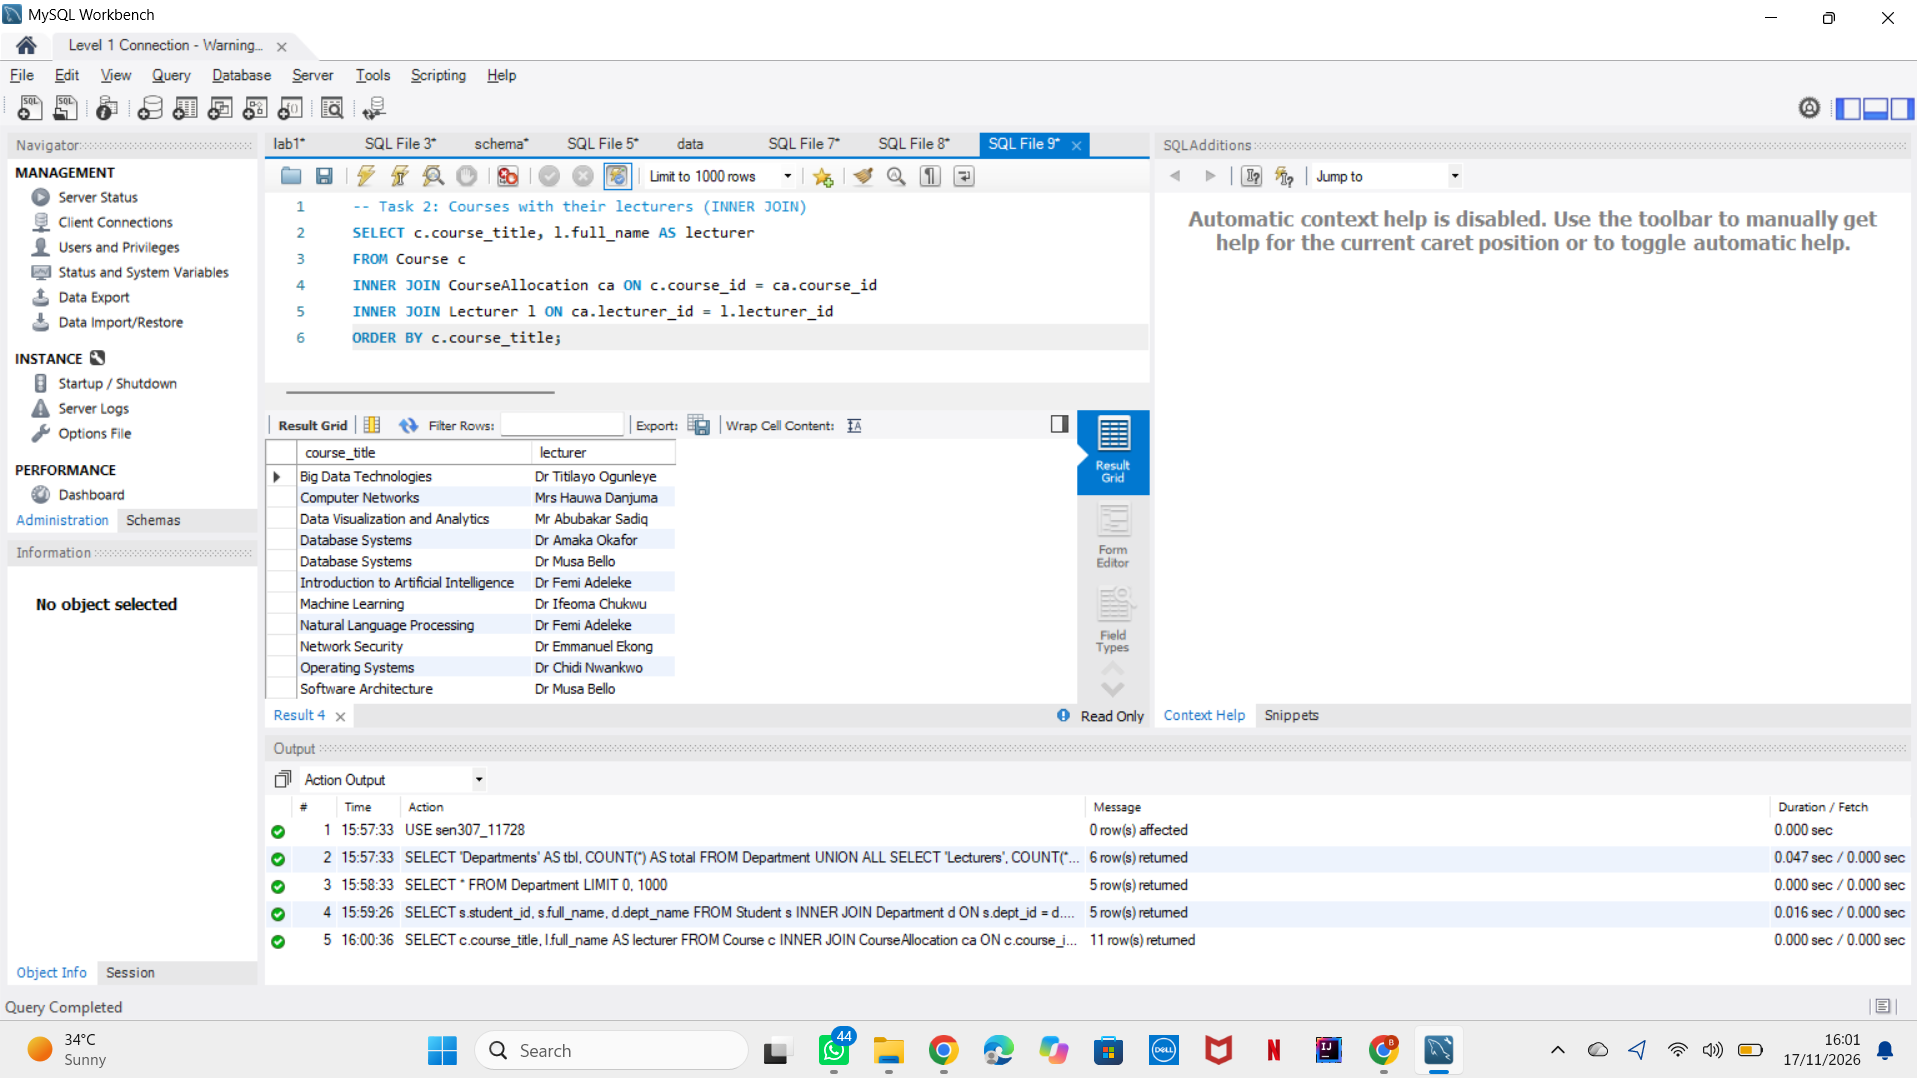 MySQL Workbench
Level 1 Connection - Warning...
File Edit View Query Database Server Tools Scripting Help
Navigator
MANAGEMENT
Server Status
Client Connections
Users and Privileges
Status and System Variables
Data Export
Data Import/Restore
INSTANCE
Startup / Shutdown
Server Logs
Options File
PERFORMANCE
Dashboard
Administration Schemas
Information
No object selected
Object Info Session
lab1* SQL File 3* schema* SQL File 5* data SQL File 7* SQL File 8* SQL File 9*
Limit to 1000 rows
1 -- Task 2: Courses with their lecturers (INNER JOIN)
2 SELECT c.course_title, l.full_name AS lecturer
3 FROM Course c
4 INNER JOIN CourseAllocation ca ON c.course_id = ca.course_id
5 INNER JOIN Lecturer l ON ca.lecturer_id = l.lecturer_id
6 ORDER BY c.course_title;
Result Grid Filter Rows: Export: Wrap Cell Content:
course_title lecturer
Big Data Technologies Dr Titilayo Ogunleye
Computer Networks Mrs Hauwa Danjuma
Data Visualization and Analytics Mr Abubakar Sadiq
Database Systems Dr Amaka Okafor
Database Systems Dr Musa Bello
Introduction to Artificial Intelligence Dr Femi Adeleke
Machine Learning Dr Ifeoma Chukwu
Natural Language Processing Dr Femi Adeleke
Network Security Dr Emmanuel Ekong
Operating Systems Dr Chidi Nwankwo
Software Architecture Dr Musa Bello
Result
Grid
Form
Editor
Field
Types
Result 4 Read Only
SQLAdditions
Jump to
Automatic context help is disabled. Use the toolbar to manually get
help for the current caret position or to toggle automatic help.
Context Help Snippets
Output
Action Output
# Time Action Message Duration / Fetch
1 15:57:33 USE sen307_11728 0 row(s) affected 0.000 sec
2 15:57:33 SELECT 'Departments' AS tbl, COUNT(*) AS total FROM Department UNION ALL SELECT 'Lecturers', COUNT(*... 6 row(s) returned 0.047 sec / 0.000 sec
3 15:58:33 SELECT * FROM Department LIMIT 0, 1000 5 row(s) returned 0.000 sec / 0.000 sec
4 15:59:26 SELECT s.student_id, s.full_name, d.dept_name FROM Student s INNER JOIN Department d ON s.dept_id = d.... 5 row(s) returned 0.016 sec / 0.000 sec
5 16:00:36 SELECT c.course_title, l.full_name AS lecturer FROM Course c INNER JOIN CourseAllocation ca ON c.course_i... 11 row(s) returned 0.000 sec / 0.000 sec
Query Completed
34°C
Sunny
Search
44
DELL
N
IJ
B
16:01
17/11/2026